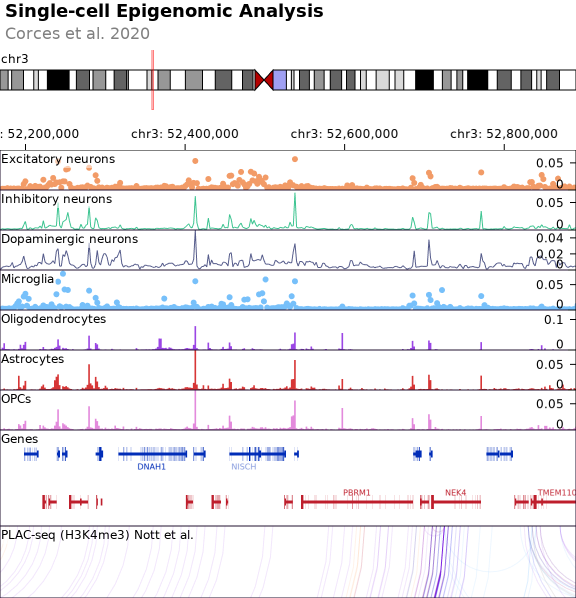 Single-cell Epigenomic Analysis
Corces et al. 2020
chr3
: 52,200,000 chr3: 52,400,000 chr3: 52,600,000 chr3: 52,800,000
Excitatory neurons 0.05
0
Inhibitory neurons 0.05
0
Dopaminergic neurons 0.04
0.02
0
Microglia 0.05
0
Oligodendrocytes 0.1
0
Astrocytes 0.05
0
OPCs 0.05
0
Genes
DNAH1 NISCH
PBRM1 NEK4 TMEM110
PLAC-seq (H3K4me3) Nott et al.